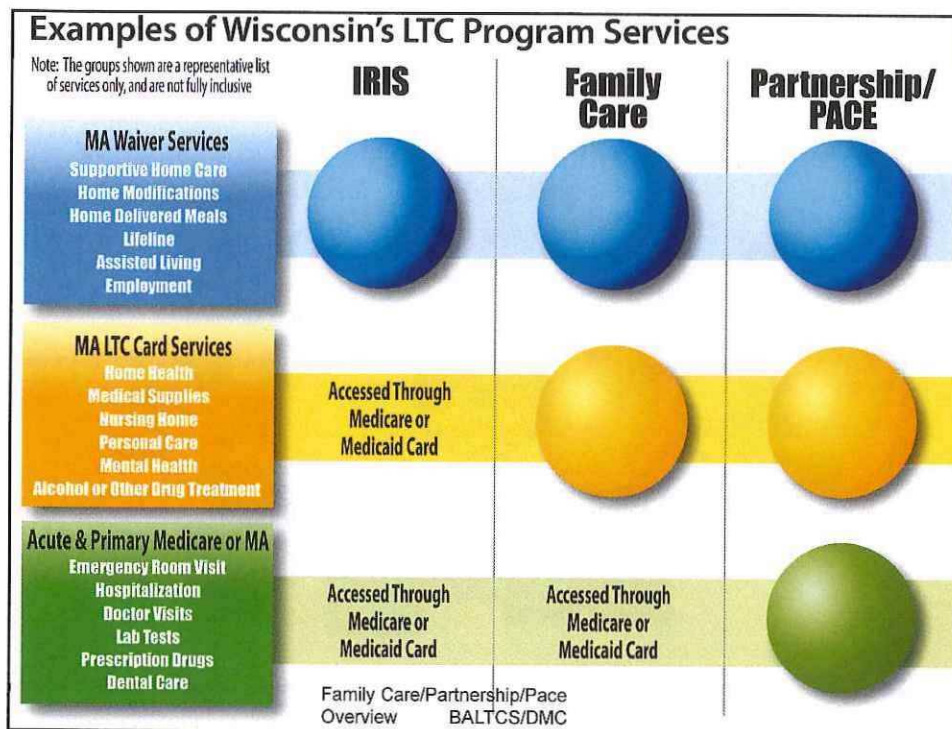 Examples of Wisconsin's LTC Program Services
Note: The groups shown are a representative list
of services only, and are not fully inclusive
IRIS
Family
Care
Partnership/
PACE
MA Waiver Services
Supportive Home Care
Home Modifications
Home Delivered Meals
Lifeline
Assisted Living
Employment
MA LTC Card Services
Home Health
Medical Supplies
Nursing Home
Personal Care
Mental Health
Alcohol or Other Drug Treatment
Accessed Through
Medicare or
Medicaid Card
Acute & Primary Medicare or MA
Emergency Room Visit
Hospitalization
Doctor Visits
Lab Tests
Prescription Drugs
Dental Care
Accessed Through
Medicare or
Medicaid Card
Accessed Through
Medicare or
Medicaid Card
Family Care/Partnership/Pace
Overview BALTCS/DMC